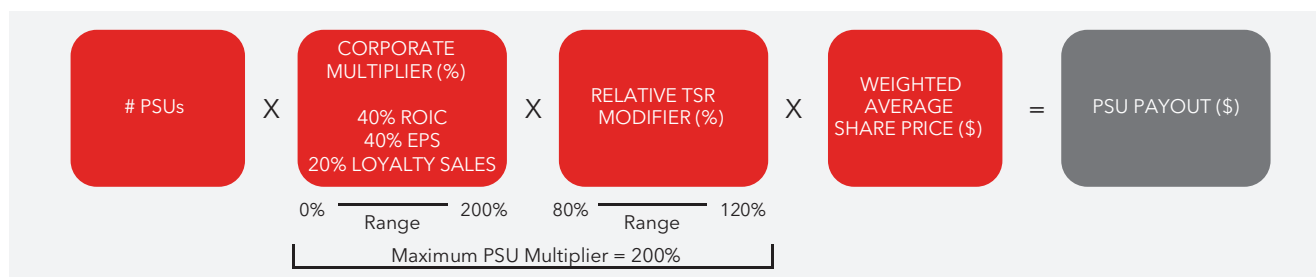 # PSUs
X
CORPORATE
MULTIPLIER (%)
40% ROIC
40% EPS
20% LOYALTY SALES
X
RELATIVE TSR
MODIFIER (%)
X
WEIGHTED
AVERAGE
SHARE PRICE ($)
=
PSU PAYOUT ($)
0%
200%
Range
80%
120%
Range
Maximum PSU Multiplier = 200%